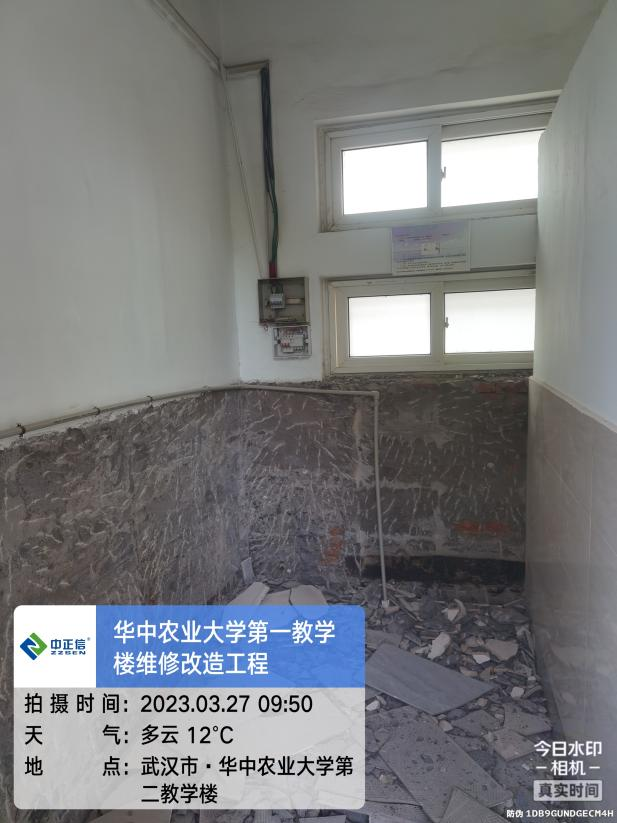 中正信®
ZZSEN
华中农业大学第一教学
楼维修改造工程
拍摄时间：2023.03.27 09:50
天气：多云 12°C
地点：武汉市·华中农业大学第
二教学楼
今日水印
相机
真实时间
防伪 1DB9GUNDGECM4H